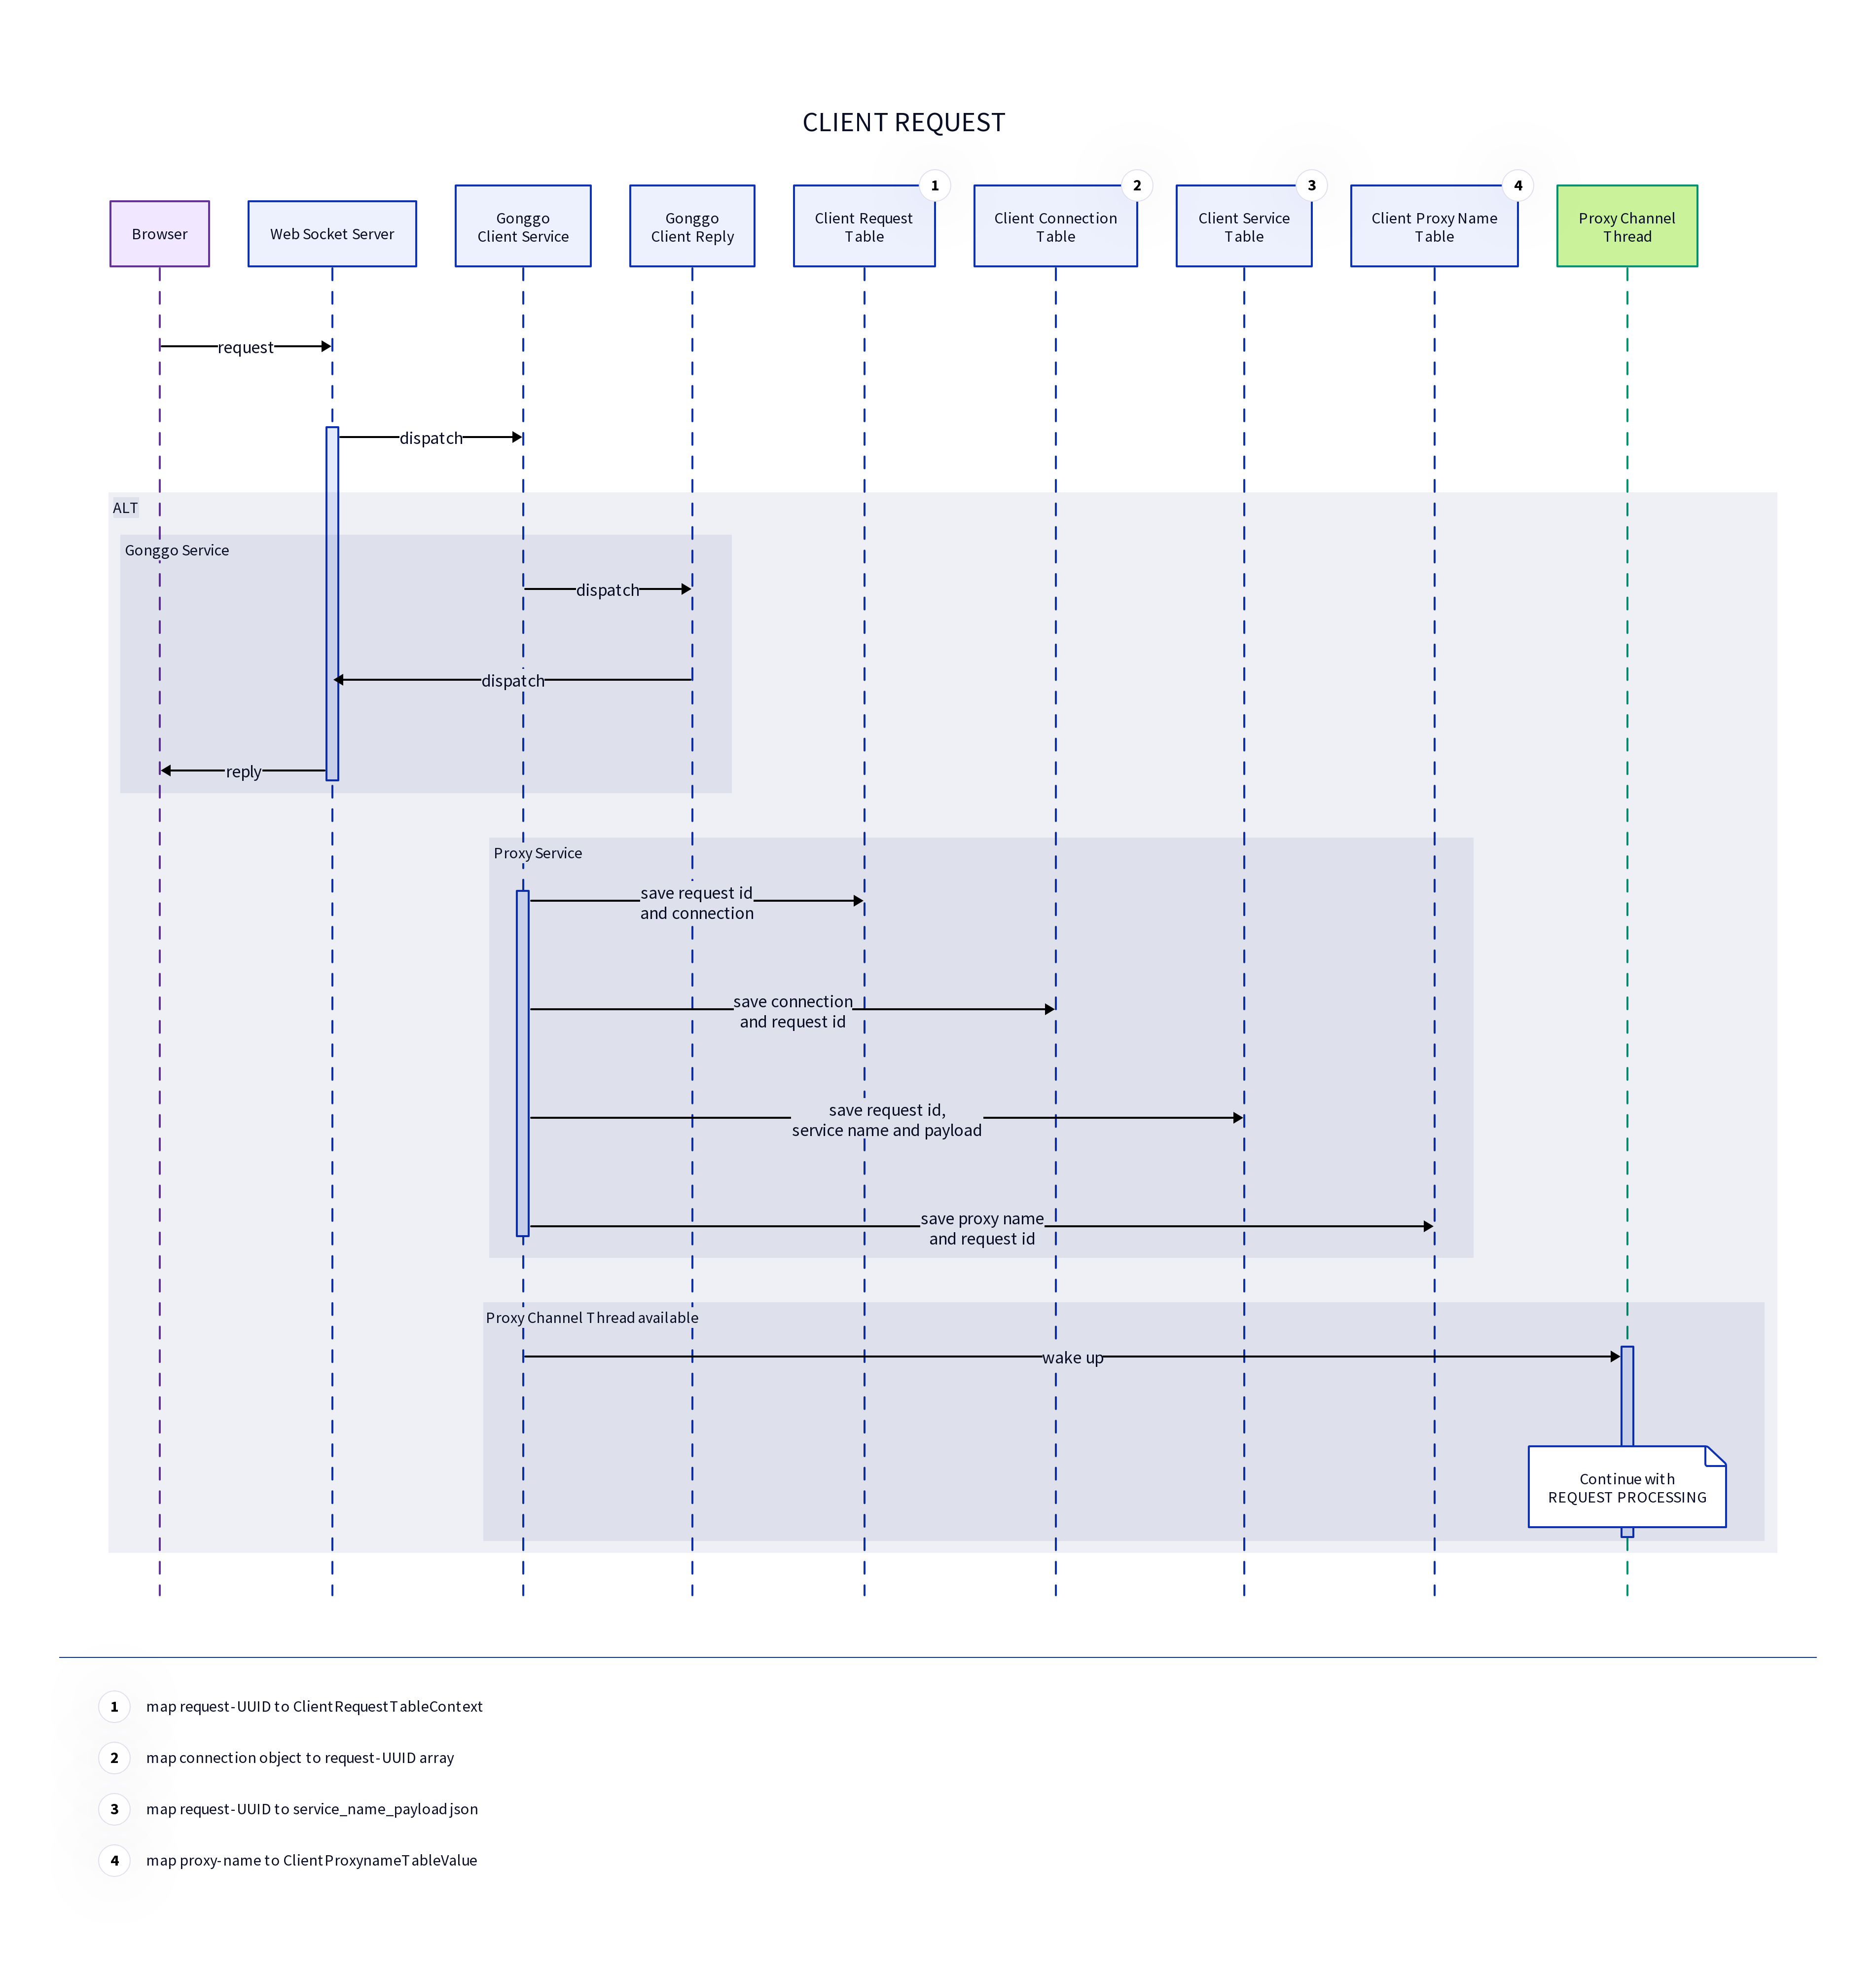 CLIENT REQUEST
Browser
Web Socket Server
Gonggo
Client Service
Gonggo
Client Reply
1
Client Request
Table
2
Client Connection
Table
3
Client Service
Table
4
Client Proxy Name
Table
Proxy Channel
Thread
request
dispatch
ALT
Gonggo Service
dispatch
dispatch
reply
Proxy Service
save request id
and connection
save connection
and request id
save request id,
service name and payload
save proxy name
and request id
Proxy Channel Thread available
wake up
Continue with
REQUEST PROCESSING
1 map request-UUID to ClientRequestTableContext
2 map connection object to request-UUID array
3 map request-UUID to service_name_payload json
4 map proxy-name to ClientProxynameTableValue